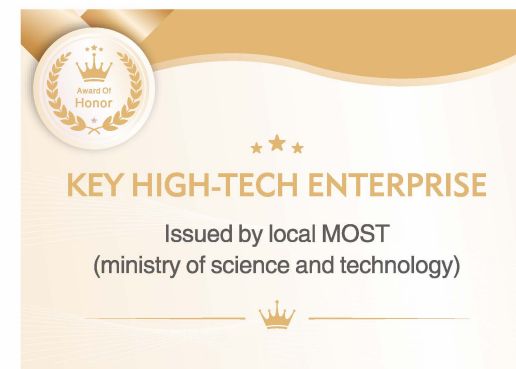 Award Of
Honor
KEY HIGH-TECH ENTERPRISE
Issued by local MOST
(ministry of science and technology)